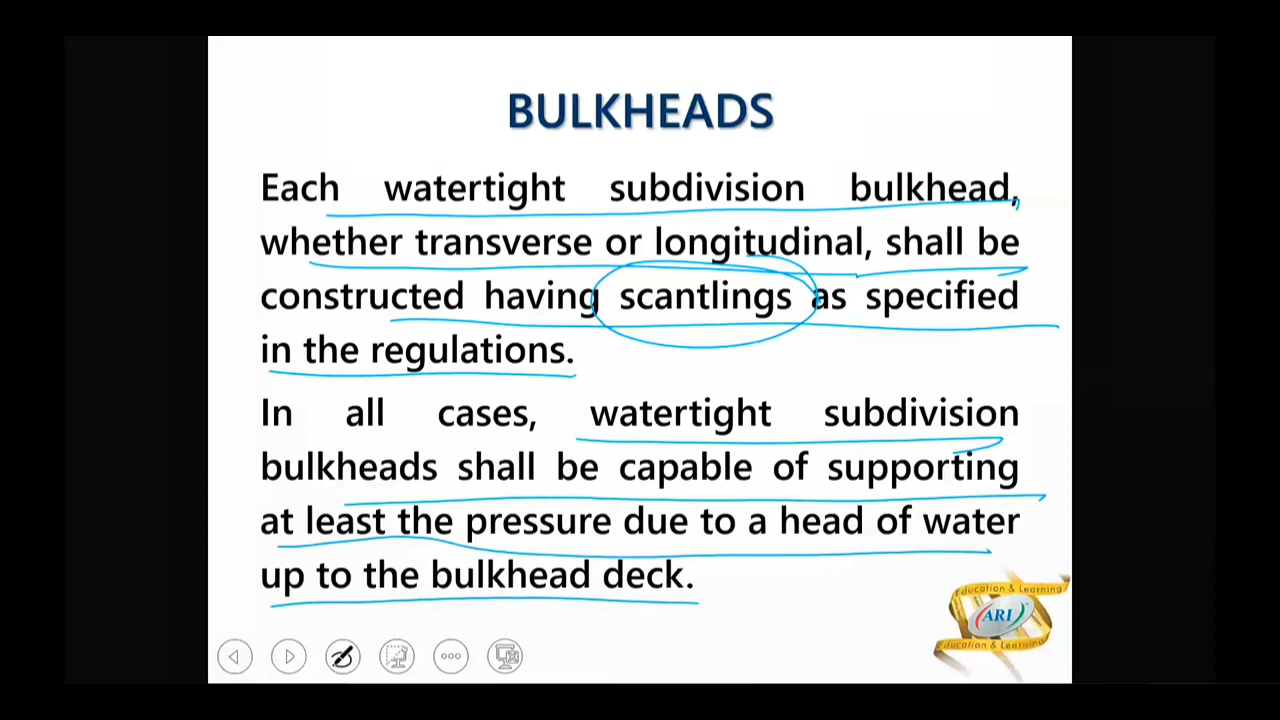 BULKHEADS
Each watertight subdivision bulkhead,
whether transverse or longitudinal, shall be
constructed having scantlings as specified
in the regulations.
In all cases, watertight subdivision
bulkheads shall be capable of supporting
at least the pressure due to a head of water
up to the bulkhead deck.
Education & Learning
ARI
Education & Learning